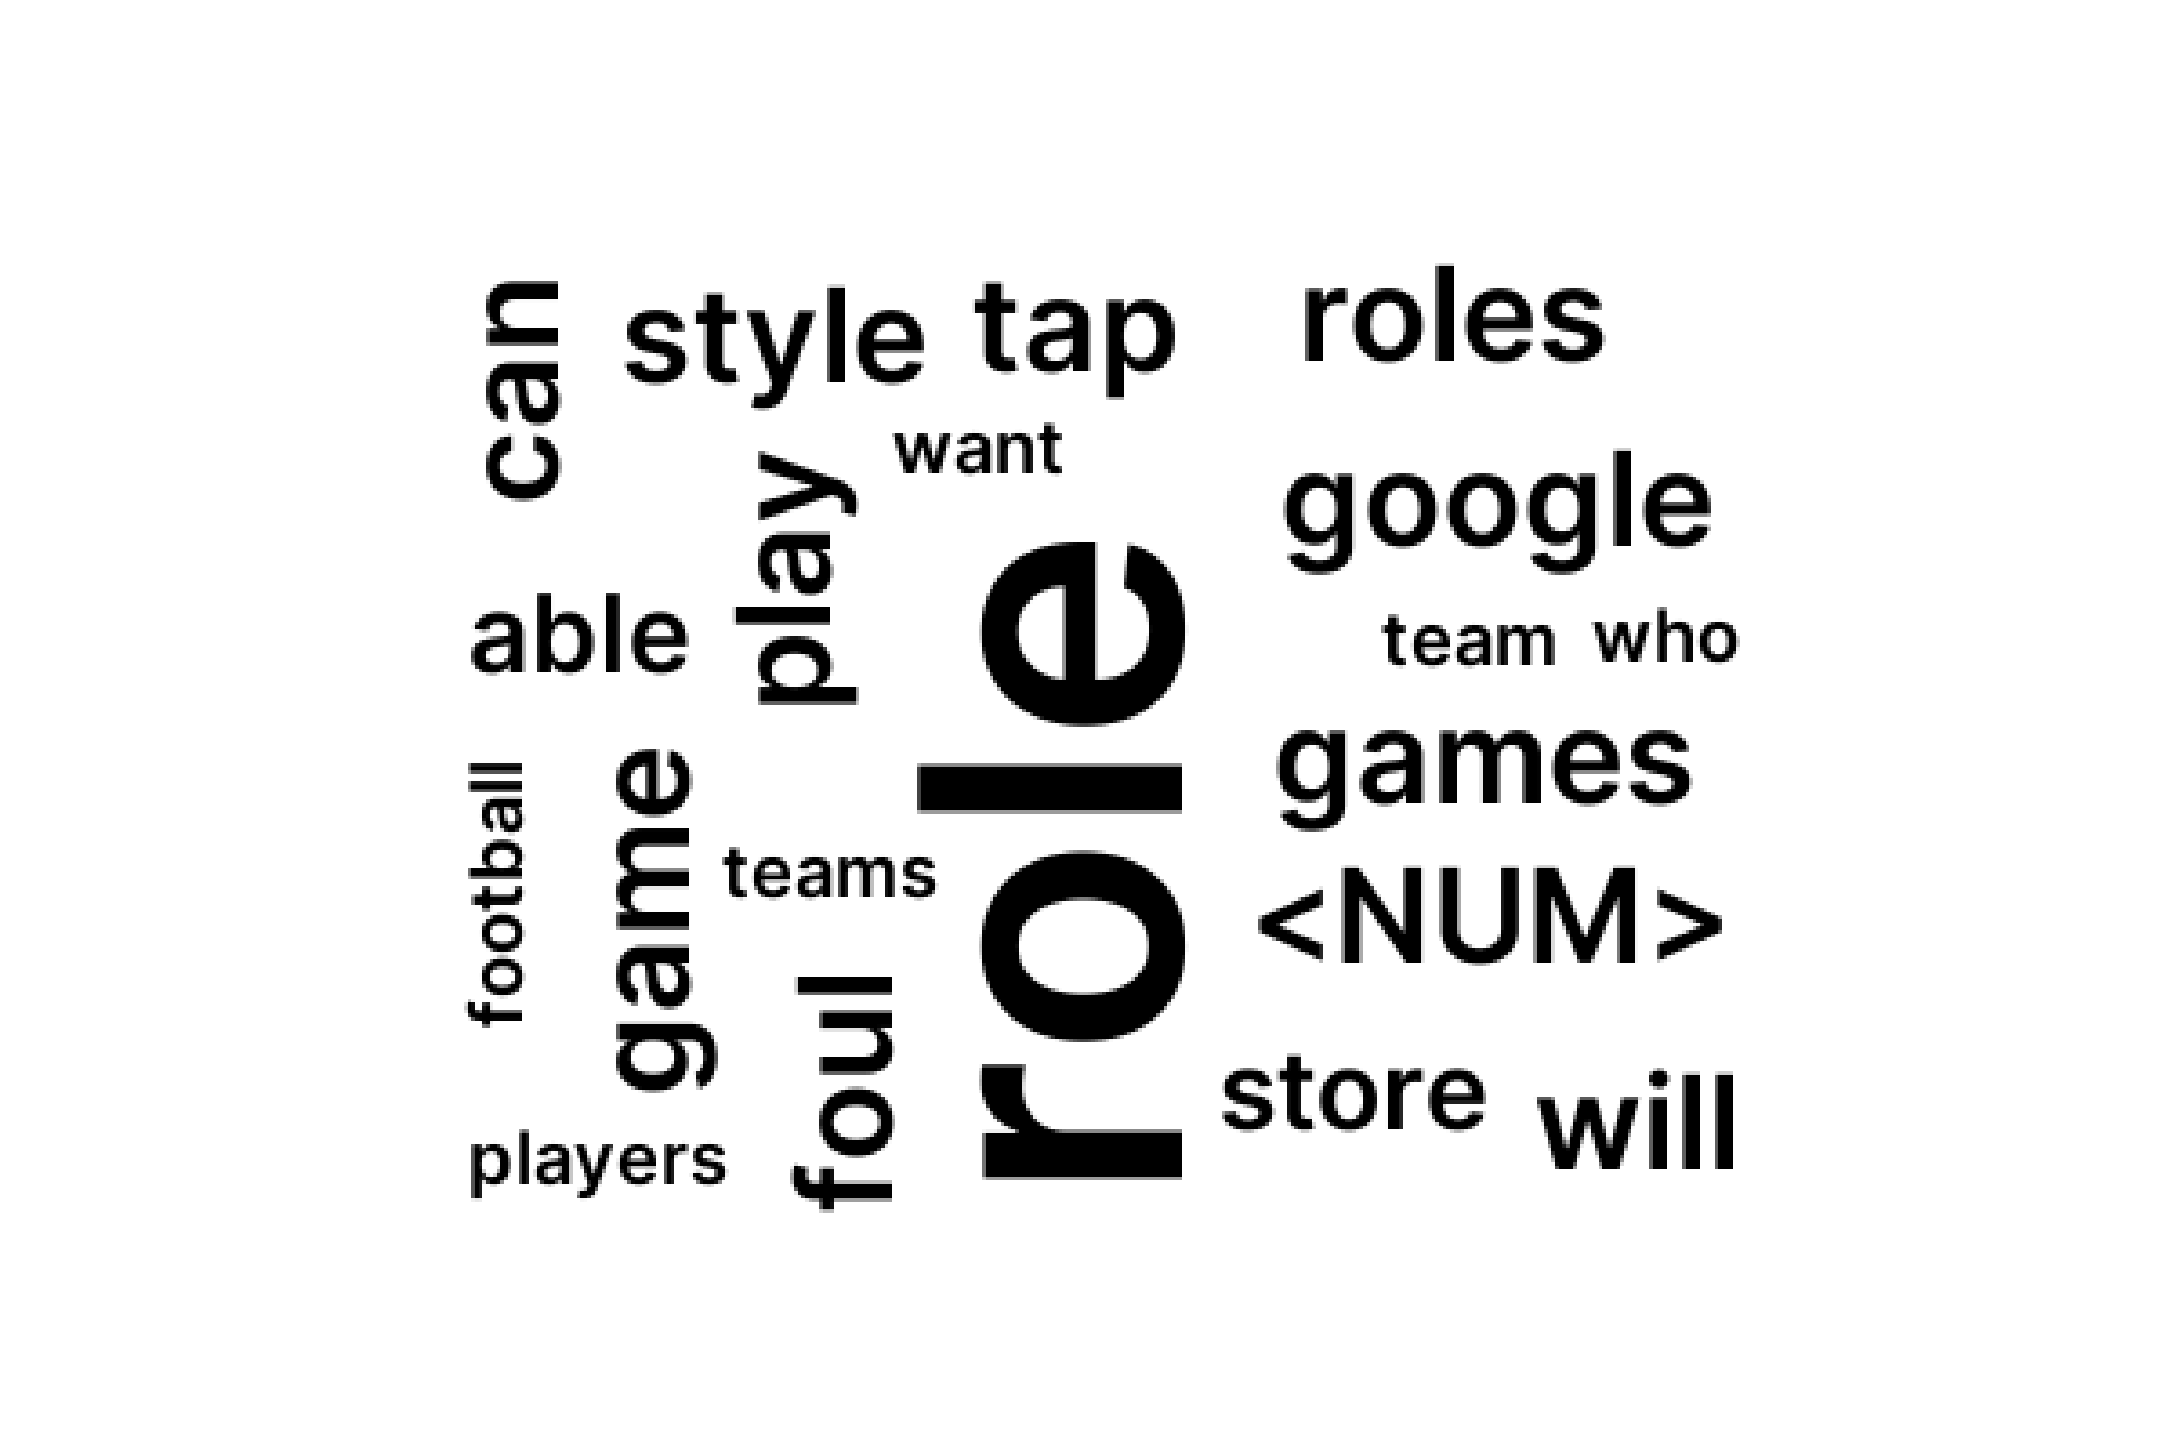 can
style
tap
roles
want
google
play
able
team
who
role
games
football
game
teams
<NUM>
foul
store
will
players